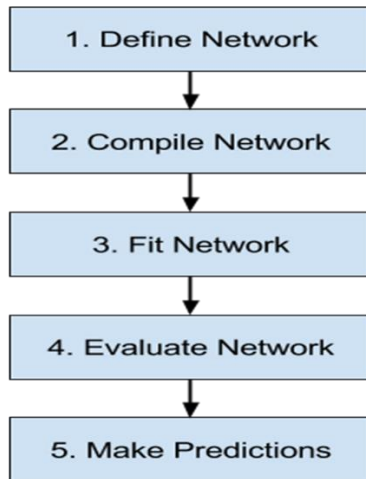 1. Define Network
2. Compile Network
3. Fit Network
4. Evaluate Network
5. Make Predictions